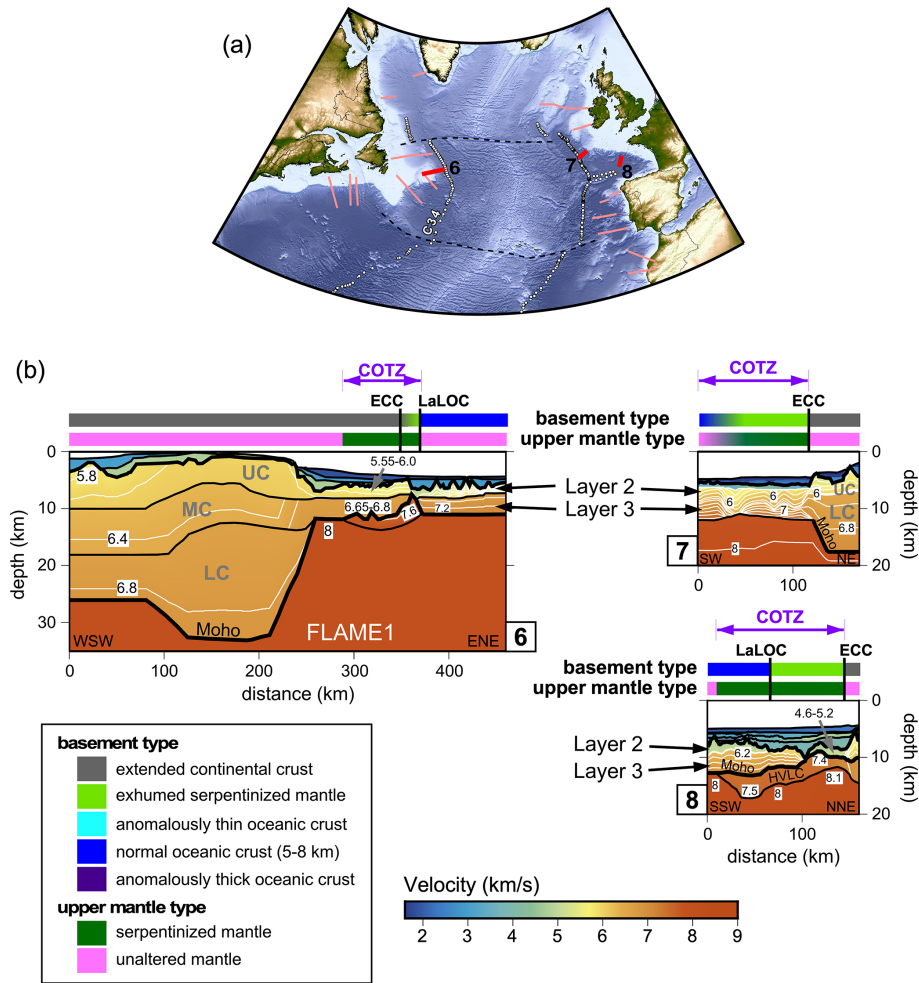 (a)
6
7
8
C34
(b)
COTZ
ECC
LaLOC
basement type
upper mantle type
COTZ
ECC
0
10
20
30
depth (km)
5.8
UC
MC
6.4
LC
6.8
Moho
5.55-6.0
6.65-6.8
7.6
7.2
8
FLAME1
WSW
ENE
6
0
100
200
300
400
distance (km)
Layer 2
Layer 3
6
7
6
6
UC
LC
6.8
Moho
8
SW
NE
7
0
100
0
10
20
depth (km)
COTZ
LaLOC
ECC
basement type
upper mantle type
4.6-5.2
Layer 2
Layer 3
6.2
Moho
HVLC
7.4
8
7.5
8
8.1
SSW
NNE
8
0
10
20
depth (km)
0
100
distance (km)
basement type
extended continental crust
exhumed serpentinized mantle
anomalously thin oceanic crust
normal oceanic crust (5-8 km)
anomalously thick oceanic crust
upper mantle type
serpentinized mantle
unaltered mantle
Velocity (km/s)
2
3
4
5
6
7
8
9